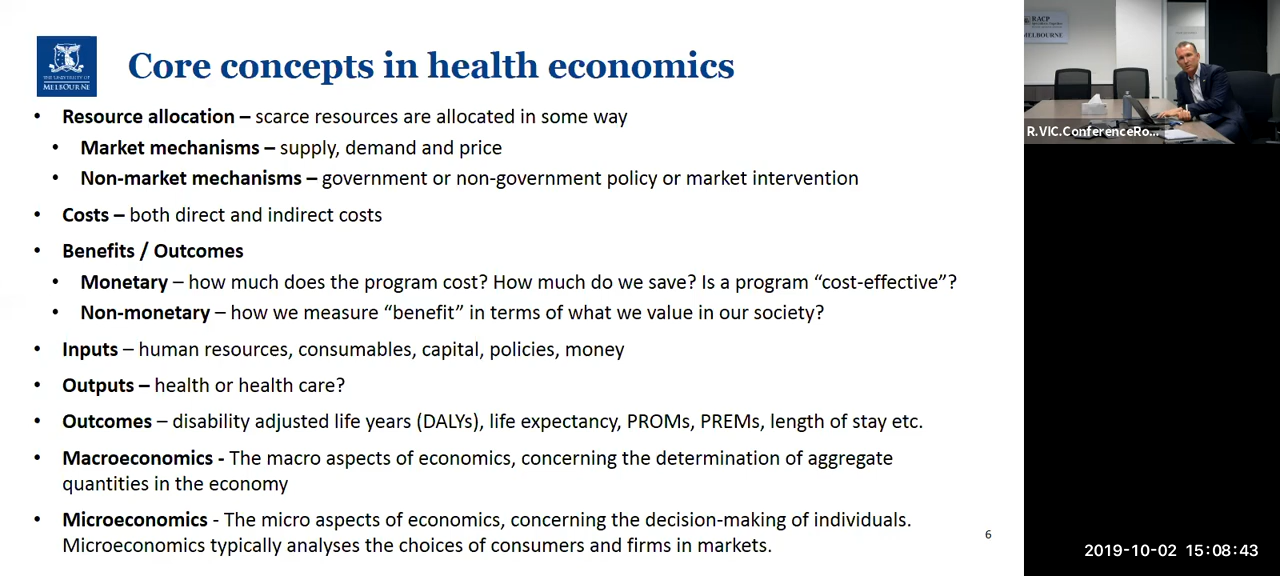 THE UNIVERSITY OF
MELBOURNE
Core concepts in health economics
• Resource allocation – scarce resources are allocated in some way
• Market mechanisms – supply, demand and price
• Non-market mechanisms – government or non-government policy or market intervention
• Costs – both direct and indirect costs
• Benefits / Outcomes
• Monetary – how much does the program cost? How much do we save? Is a program “cost-effective”?
• Non-monetary – how we measure “benefit” in terms of what we value in our society?
• Inputs – human resources, consumables, capital, policies, money
• Outputs – health or health care?
• Outcomes – disability adjusted life years (DALYs), life expectancy, PROMs, PREMs, length of stay etc.
• Macroeconomics - The macro aspects of economics, concerning the determination of aggregate
quantities in the economy
• Microeconomics - The micro aspects of economics, concerning the decision-making of individuals.
Microeconomics typically analyses the choices of consumers and firms in markets.
6
RACP
MELBOURNE
R.VIC.ConferenceRo...
2019-10-02 15:08:43